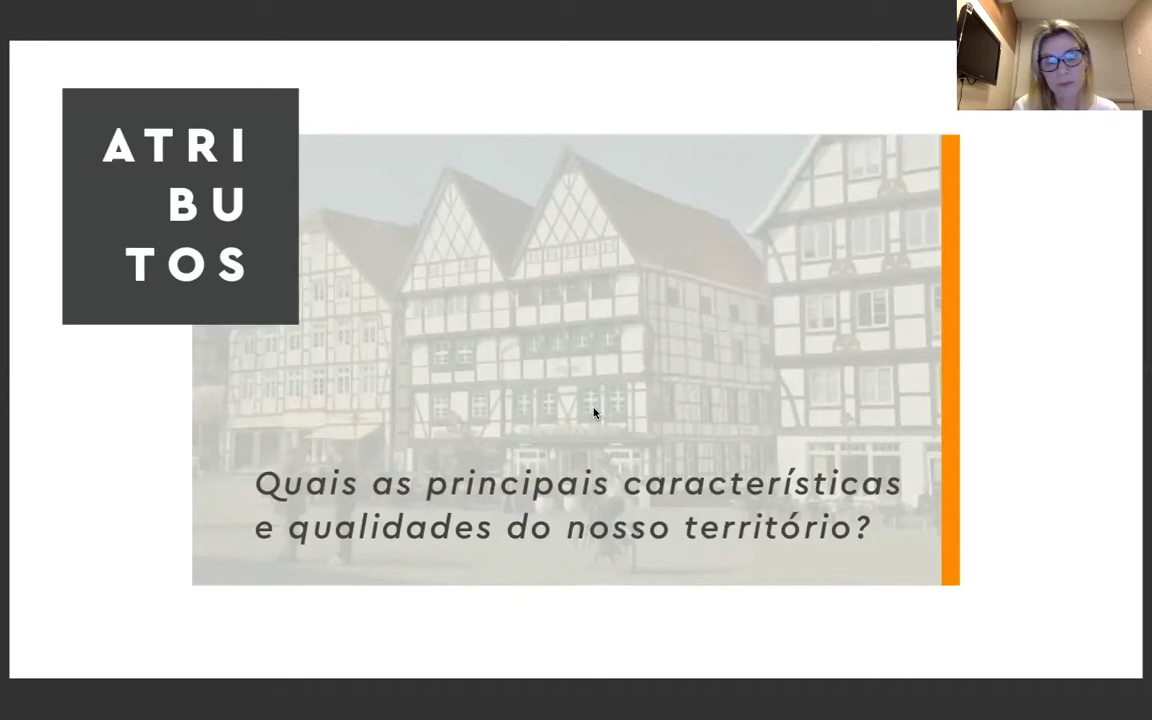 ATRI
BU
TOS
Quais as principais características
e qualidades do nosso território?